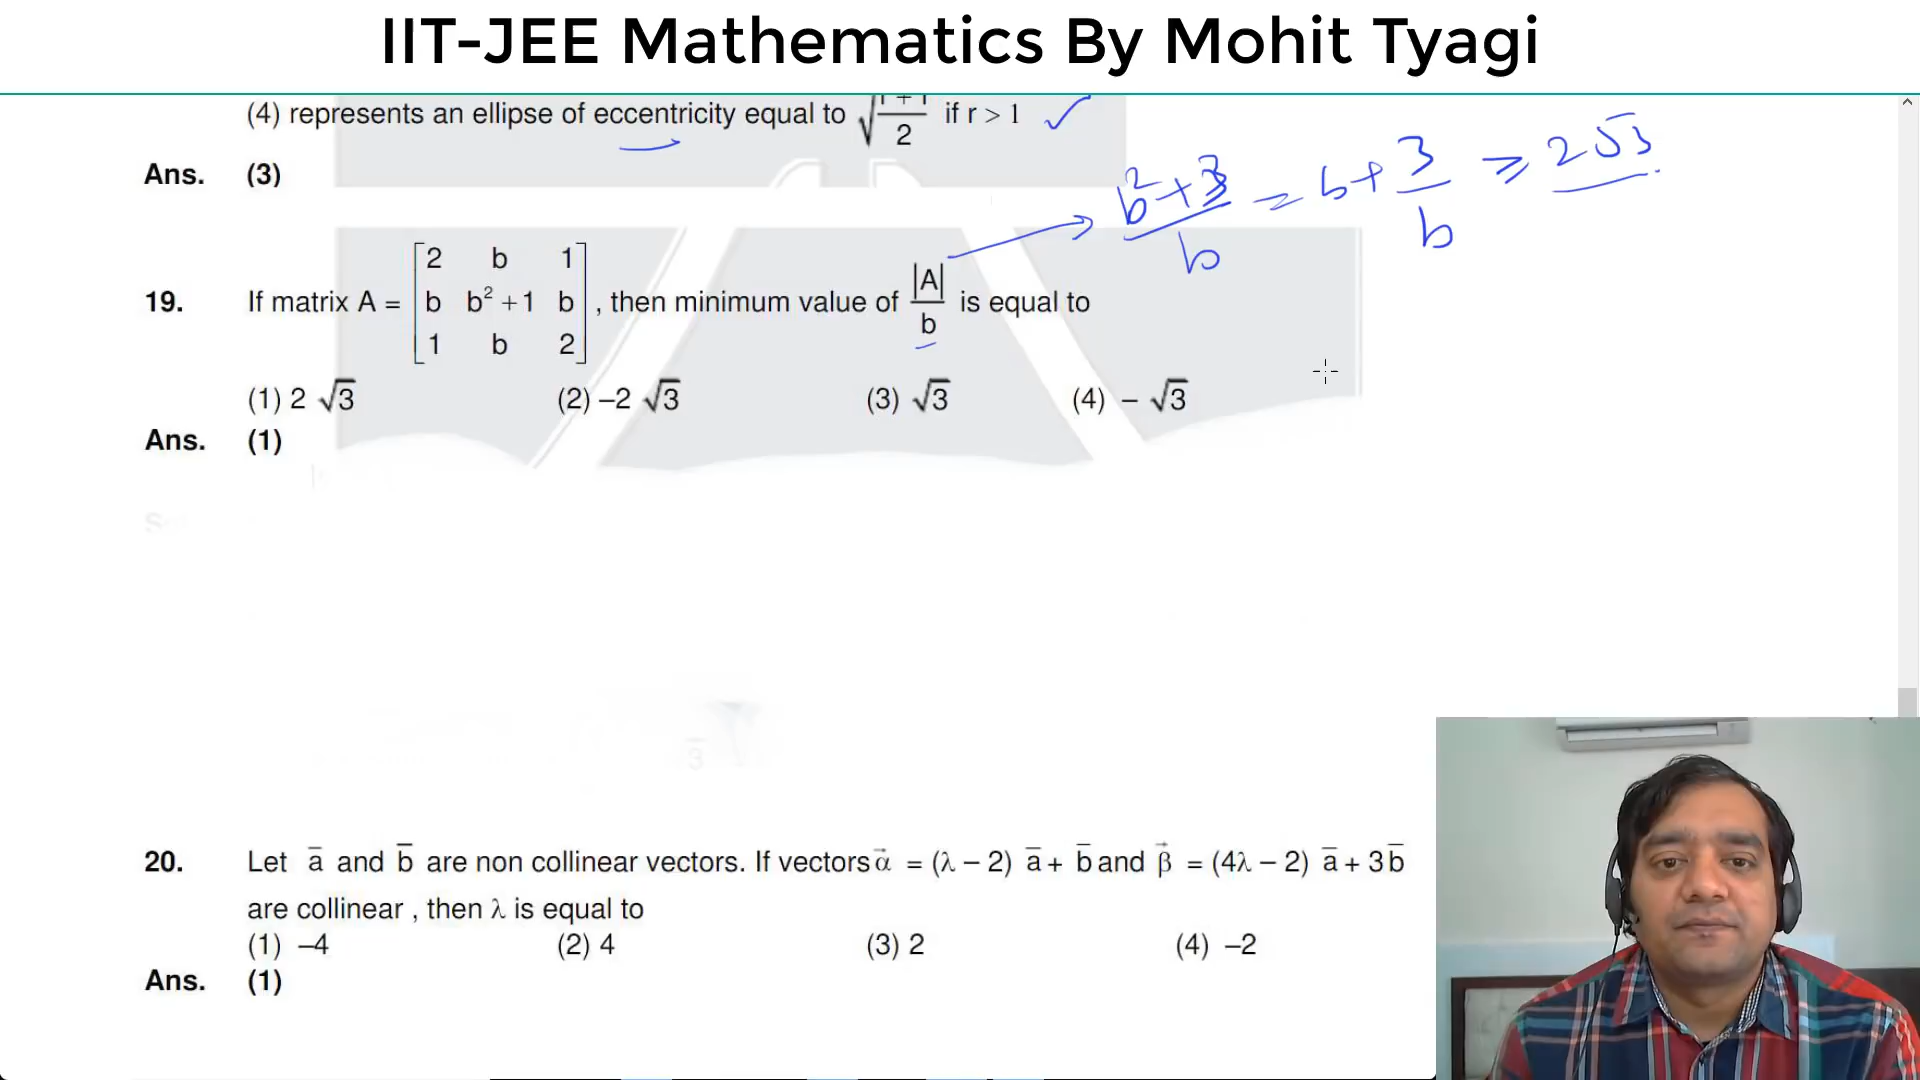 IIT-JEE Mathematics By Mohit Tyagi
(4) represents an ellipse of eccentricity equal to √ 2 if r > 1
Ans. (3)
b²+3/b = b+3/b ≥ 2√3
19. If matrix A = [2 b 1; b b²+1 b; 1 b 2], then minimum value of |A|/b is equal to
(1) 2 √3 (2) –2 √3 (3) √3 (4) – √3
Ans. (1)
20. Let a̅ and b̅ are non collinear vectors. If vectors α⃗ = (λ – 2) a̅ + b̅ and β⃗ = (4λ – 2) a̅ + 3b̅
are collinear , then λ is equal to
(1) –4 (2) 4 (3) 2 (4) –2
Ans. (1)